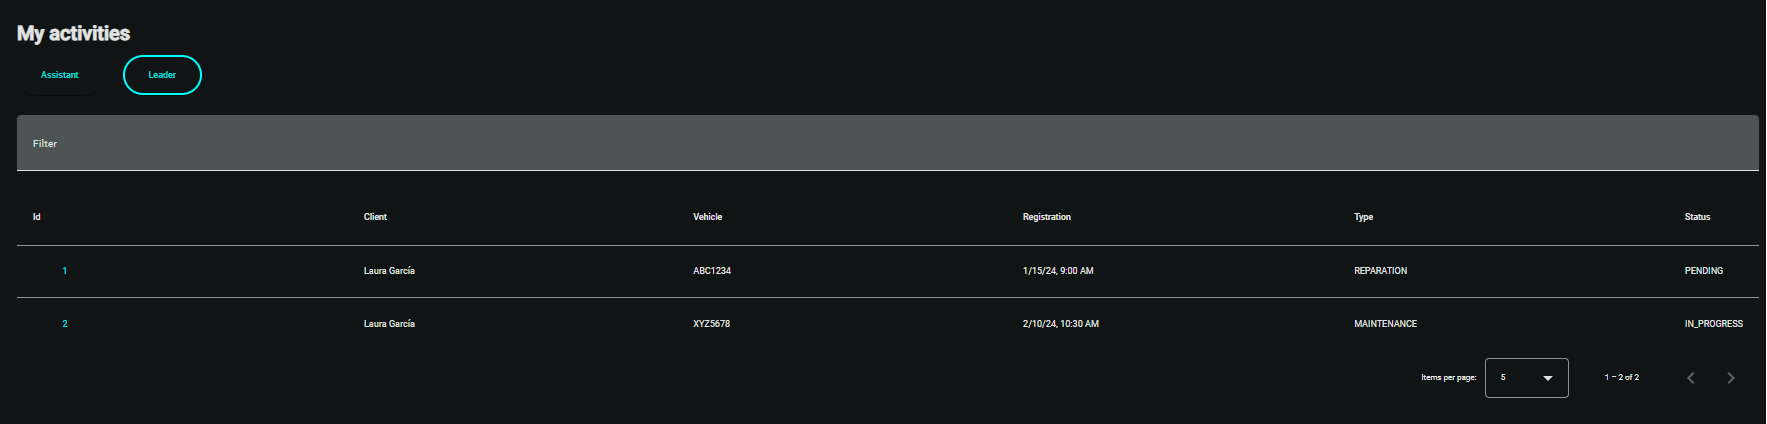 My activities
Assistant Leader
Filter
Id Client Vehicle Registration Type Status
1 Laura García ABC1234 1/15/24, 9:00 AM REPARATION PENDING
2 Laura García XYZ5678 2/10/24, 10:30 AM MAINTENANCE IN_PROGRESS
Items per page: 5 1 – 2 of 2